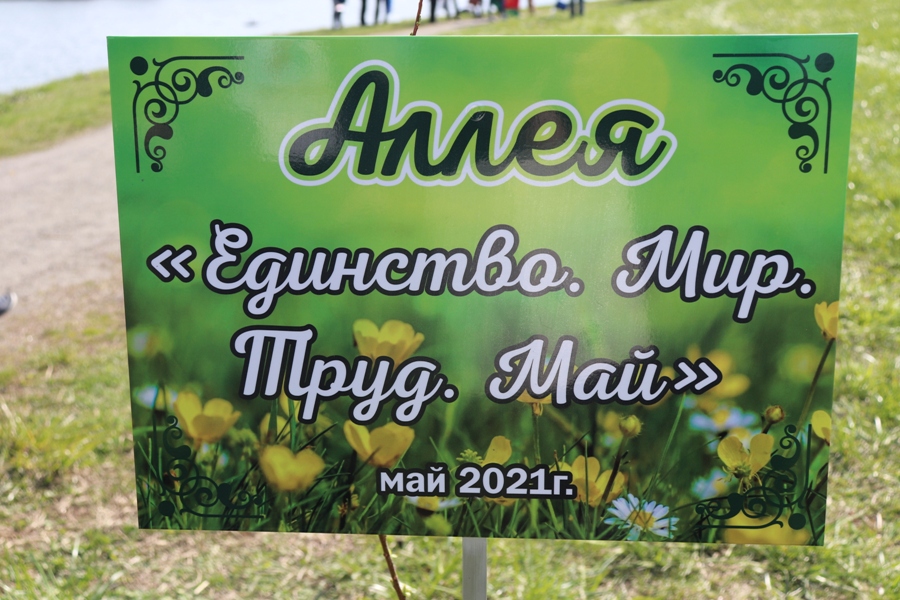 Аллея
«Единство. Мир.
Труд. Май»
май 2021г.